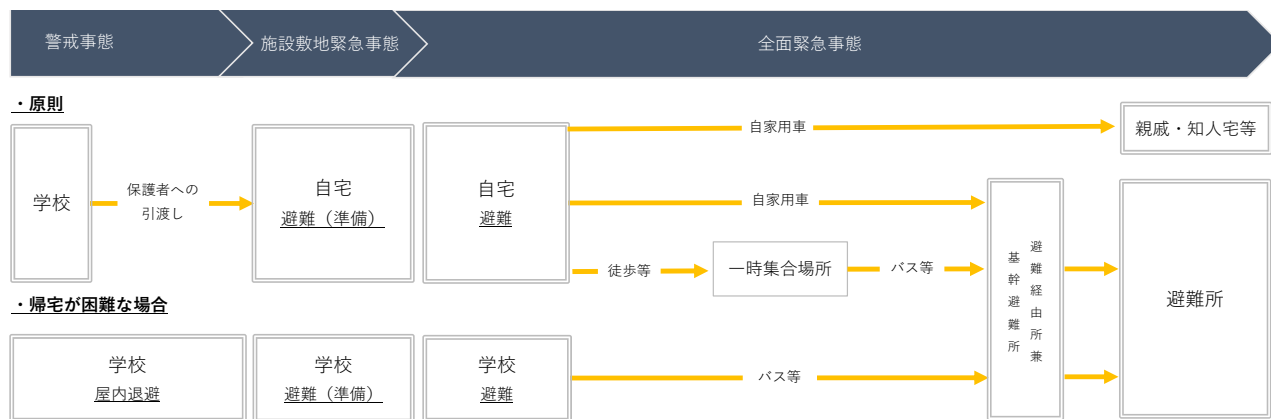 警戒事態
施設敷地緊急事態
全面緊急事態
・原則
学校
保護者への
引渡し
自宅
避難（準備）
自宅
避難
自家用車
親戚・知人宅等
自家用車
徒歩等
一時集合場所
バス等
避難経由所兼
基幹避難所
避難所
・帰宅が困難な場合
学校
屋内退避
学校
避難（準備）
学校
避難
バス等